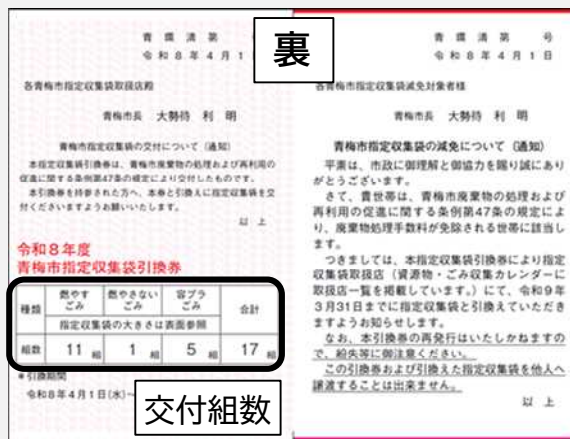 裏
青環清第
令和8年4月1
各青梅市指定収集袋取扱店殿
青梅市長 大勢待 利 明
青梅市指定収集袋の交付について（通知）
本指定収集袋引換券は、青梅市廃棄物の処理および再利用の
促進に関する条例第47条の規定により交付したものです。
本引換券を持参された方へ、本券と引換えに指定収集袋を交
付くださいますようお願いいたします。
以 上
令和8年度
青梅市指定収集袋引換券
種類 燃やすごみ 燃やさないごみ 容プラごみ 合計
指定収集袋の大きさは表面参照
組数 11組 1組 5組 17組
*引換期間
令和8年4月1日(水)~
交付組数
青環清第 号
令和8年4月1日
各青梅市指定収集袋減免対象者様
青梅市長 大勢待 利 明
青梅市指定収集袋の減免について（通知）
平素は、市政に御理解と御協力を賜り誠にあり
がとうございます。
さて、貴世帯は、青梅市廃棄物の処理および
再利用の促進に関する条例第47条の規定によ
り、廃棄物処理手数料が免除される世帯に該当し
ます。
つきましては、本指定収集袋引換券により指定
収集袋取扱店（資源物・ごみ収集カレンダーに
取扱店一覧を掲載しています。）にて、令和9年
3月31日までに指定収集袋と引換えていただき
ますようお知らせします。
なお、本引換券の再発行はいたしかねますの
で、紛失等に御注意ください。
この引換券および引換えた指定収集袋を他人へ
譲渡することは出来ません。
以 上